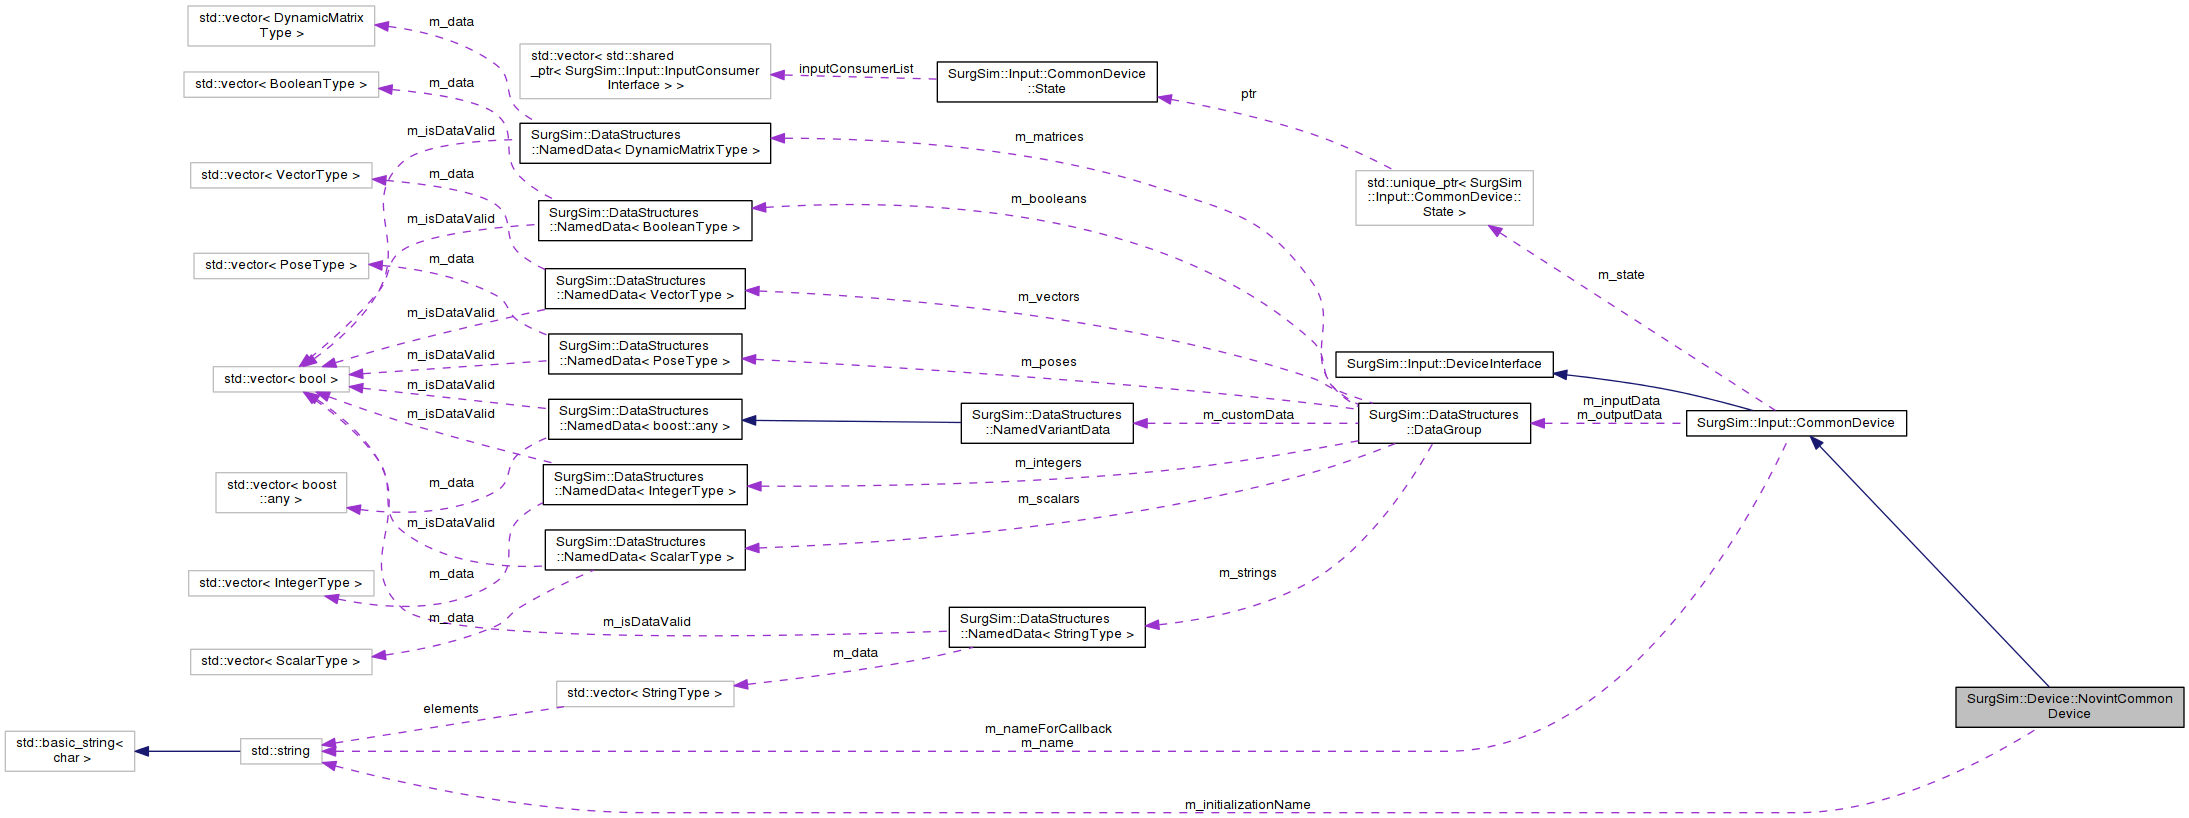 std::vector< DynamicMatrix
Type >
m_data
std::vector< std::shared
_ptr< SurgSim::Input::InputConsumer
Interface > >
inputConsumerList
SurgSim::Input::CommonDevice
::State
std::vector< BooleanType >
m_data
ptr
m_isDataValid
SurgSim::DataStructures
::NamedData< DynamicMatrixType >
m_matrices
std::vector< VectorType >
m_data
std::unique_ptr< SurgSim
::Input::CommonDevice::
State >
m_isDataValid
SurgSim::DataStructures
::NamedData< BooleanType >
m_booleans
std::vector< PoseType >
m_data
m_state
SurgSim::DataStructures
::NamedData< VectorType >
m_vectors
m_isDataValid
SurgSim::DataStructures
::NamedData< PoseType >
m_poses
SurgSim::Input::DeviceInterface
m_isDataValid
std::vector< bool >
m_isDataValid
SurgSim::DataStructures
::NamedData< boost::any >
SurgSim::DataStructures
::NamedVariantData
m_customData
SurgSim::DataStructures
::DataGroup
m_inputData
m_outputData
SurgSim::Input::CommonDevice
m_isDataValid
std::vector< boost
::any >
m_data
SurgSim::DataStructures
::NamedData< IntegerType >
m_integers
m_scalars
m_isDataValid
SurgSim::DataStructures
::NamedData< ScalarType >
std::vector< IntegerType >
m_data
m_strings
m_data
m_isDataValid
SurgSim::DataStructures
::NamedData< StringType >
std::vector< ScalarType >
m_data
std::vector< StringType >
elements
SurgSim::Device::NovintCommon
Device
std::basic_string<
char >
std::string
m_nameForCallback
m_name
m_initializationName